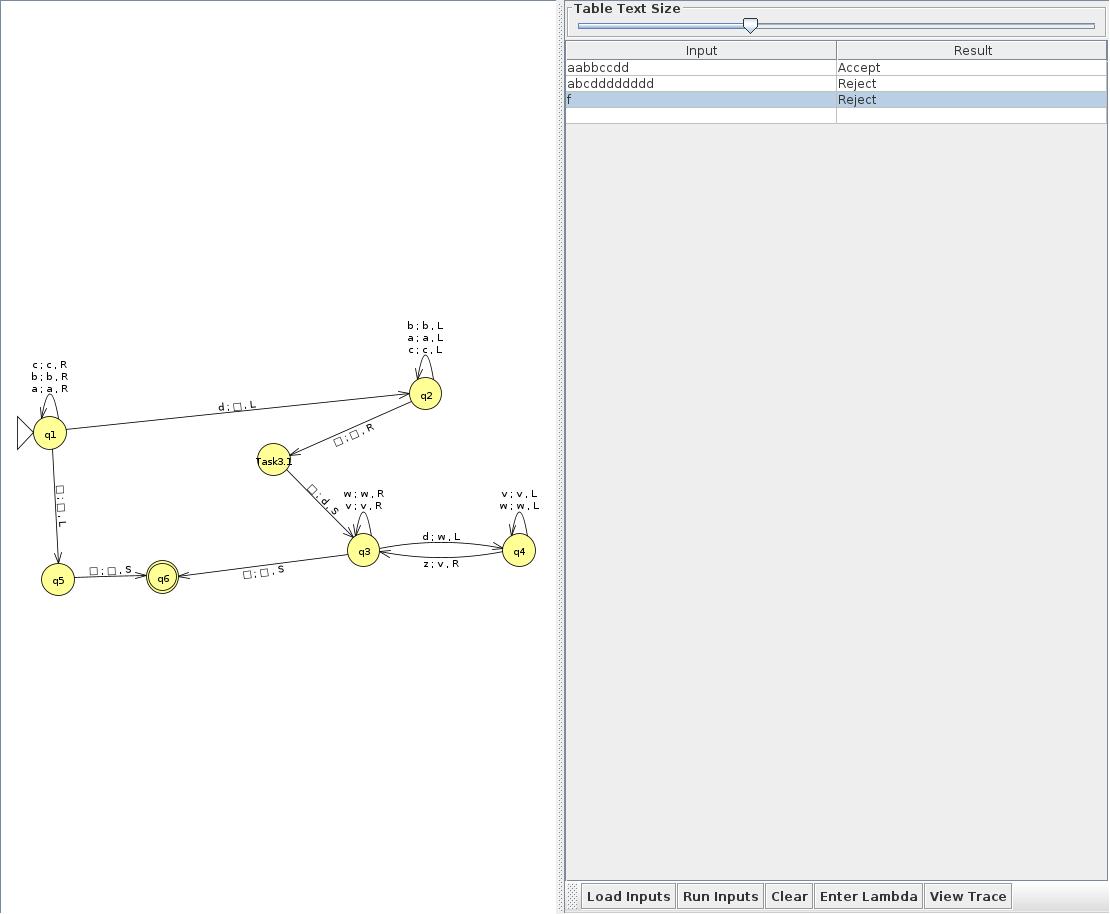 Table Text Size
Input Result
aabbccdd Accept
abcdddddddd Reject
f Reject
b ; b , L
a ; a , L
c ; c , L
q2
c ; c , R
b ; b , R
a ; a , R
q1
d ; □ , L
□ ; □ , R
Task3.1
□ ; d , S
□ ; □ , L
w ; w , R
v ; v , R
q3
v ; v , L
w ; w , L
q4
d ; w , L
z ; v , R
q5
□ ; □ , S
q6
□ ; □ , S
Load Inputs Run Inputs Clear Enter Lambda View Trace